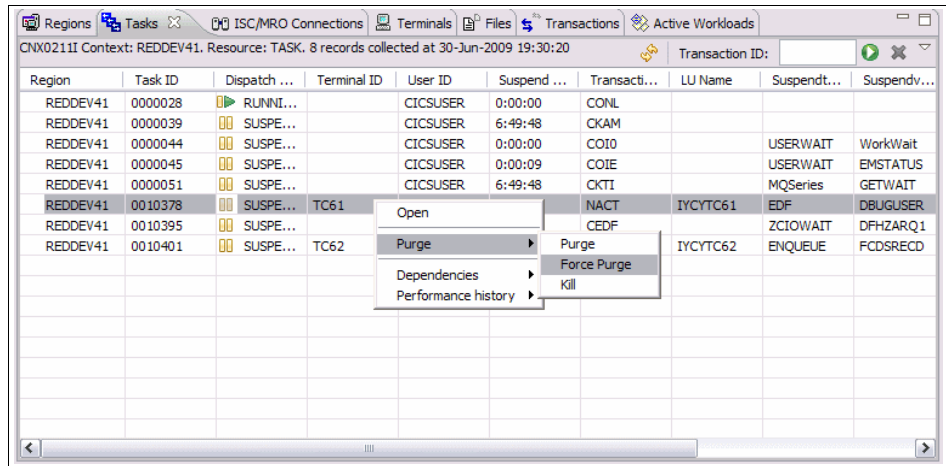 Regions Tasks ISC/MRO Connections Terminals Files Transactions Active Workloads
CNX0211I Context: REDDEV41. Resource: TASK. 8 records collected at 30-Jun-2009 19:30:20 Transaction ID:
Region Task ID Dispatch ... Terminal ID User ID Suspend ... Transacti... LU Name Suspendt... Suspendv...
REDDEV41 0000028 RUNNI... CICSUSER 0:00:00 CONL
REDDEV41 0000039 SUSPE... CICSUSER 6:49:48 CKAM
REDDEV41 0000044 SUSPE... CICSUSER 0:00:00 COI0 USERWAIT WorkWait
REDDEV41 0000045 SUSPE... CICSUSER 0:00:09 COIE USERWAIT EMSTATUS
REDDEV41 0000051 SUSPE... CICSUSER 6:49:48 CKTI MQSeries GETWAIT
REDDEV41 0010378 SUSPE... TC61 NACT IYCYTC61 EDF DBUGUSER
REDDEV41 0010395 SUSPE... CEDF ZCIOWAIT DFHZARQ1
REDDEV41 0010401 SUSPE... TC62 IYCYTC62 ENQUEUE FCDSRECD
Open
Purge
Dependencies
Performance history
Purge
Force Purge
Kill